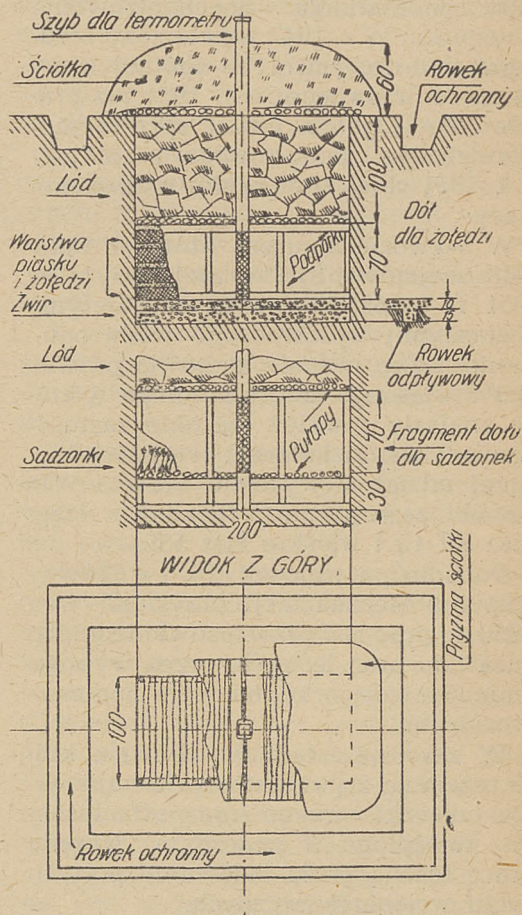 Szyb dla termometru
Ściółka
60
Rowek
ochronny
Lód
100
Dół
dla żołędzi
Warstwa
piasku
i żołędzi
Żwir
Podpórki
70
10
15
Lód
Rowek
odpływowy
Pułapy
70
Fragment dołu
dla sadzonek
Sadzonki
30
200
WIDOK Z GÓRY.
Pryzma ściółki
100
Rowek ochronny